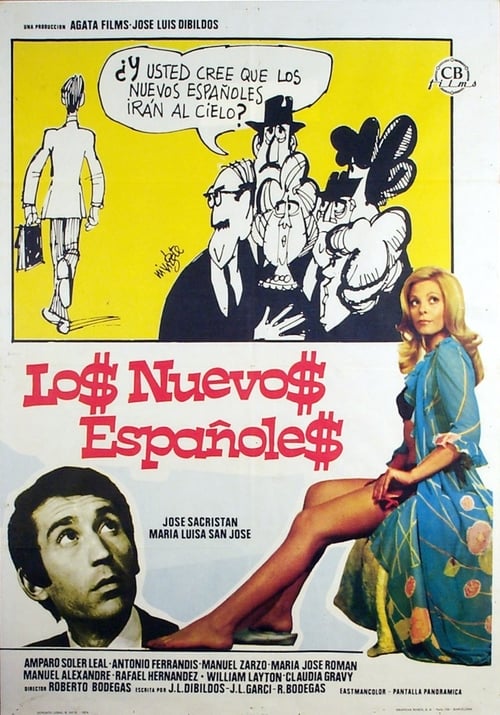 UNA PRODUCCION AGATA FILMS-JOSE LUIS DIBILDOS
CB
films
¿Y USTED CREE QUE LOS
NUEVOS ESPAÑOLES
IRÁN AL CIELO?
mingote
Lo$ Nuevo$
Españole$
JOSE SACRISTAN
MARIA LUISA SAN JOSE
AMPARO SOLER LEAL · ANTONIO FERRANDIS · MANUEL ZARZO · MARIA JOSE ROMAN
MANUEL ALEXANDRE · RAFAEL HERNANDEZ · WILLIAM LAYTON · CLAUDIA GRAVY
DIRECTOR ROBERTO BODEGAS ESCRITA POR J.L.DIBILDOS-J.L.GARCI-R.BODEGAS
EASTMANCOLOR - PANTALLA PANORAMICA